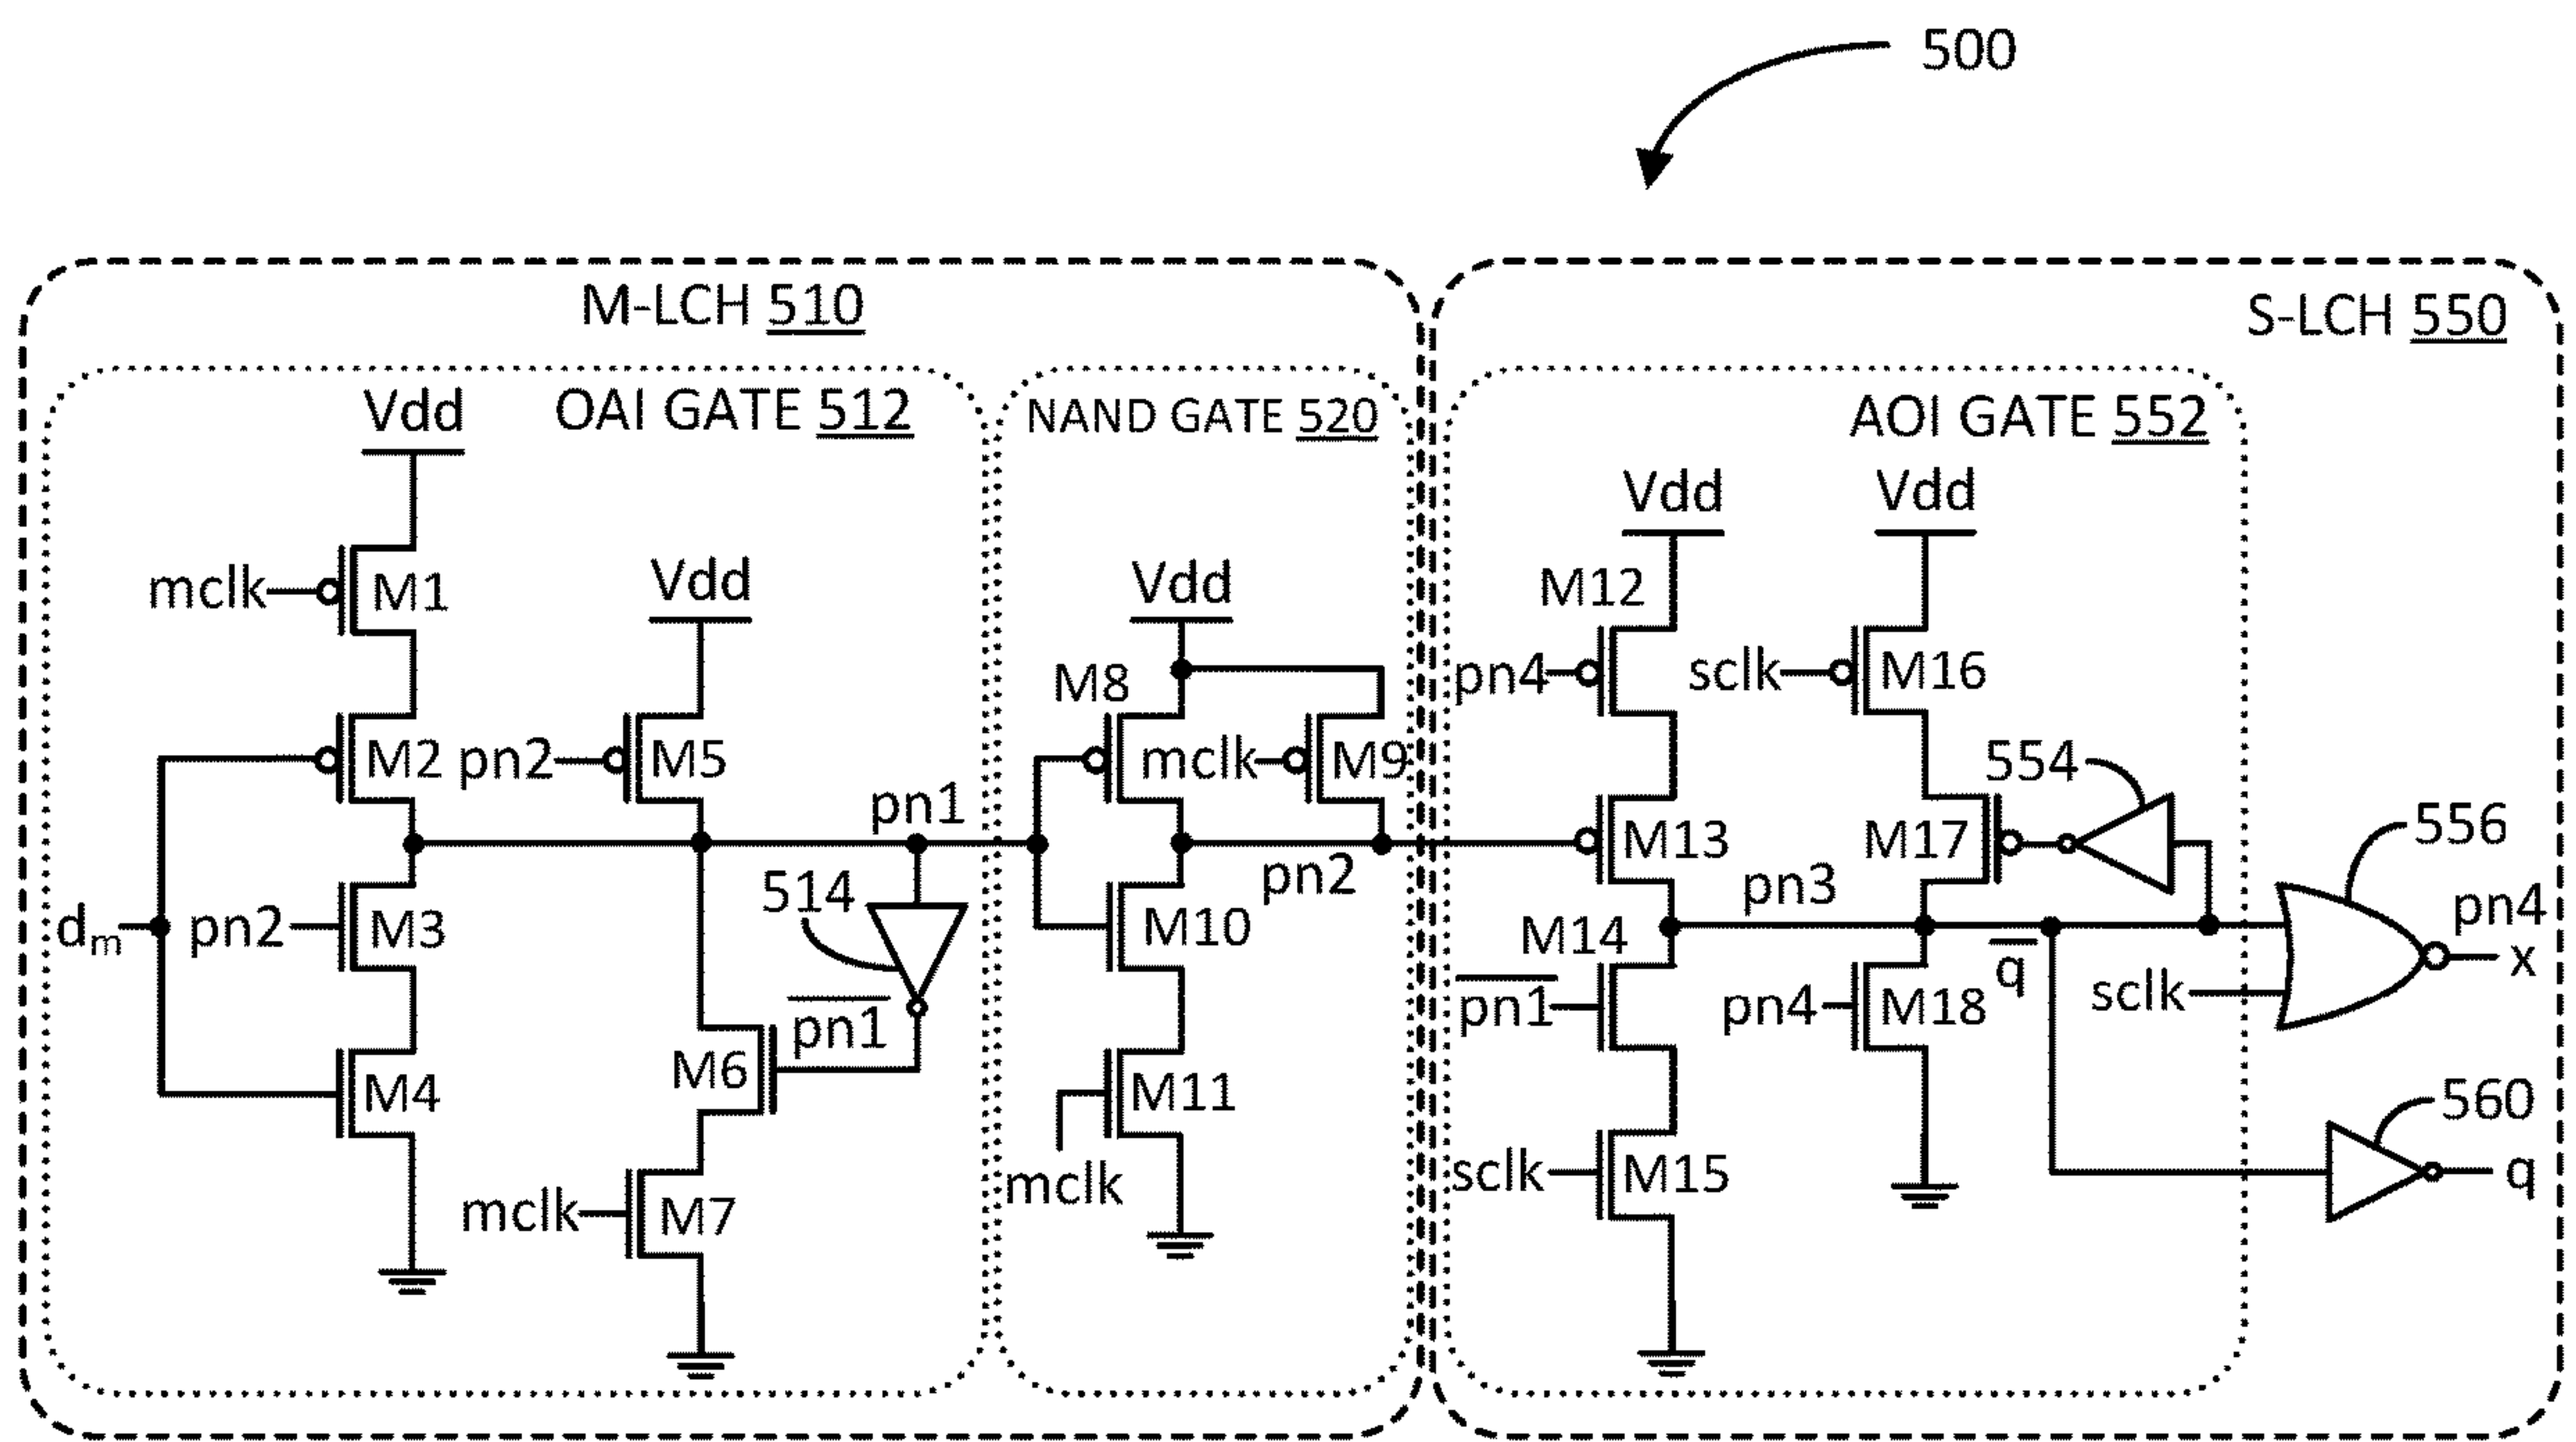 500
M-LCH 510
S-LCH 550
Vdd
OAI GATE 512
NAND GATE 520
AOI GATE 552
Vdd
Vdd
mclk
M1
Vdd
Vdd
M12
M2
pn2
M5
M8
mclk
M9
pn4
sclk
M16
554
pn1
M13
M17
556
514
pn2
pn3
pn4
dm
pn2
M3
M10
M14
q
x
pn1
pn1
pn4
M18
sclk
M6
M4
M11
560
mclk
M7
mclk
sclk
M15
q